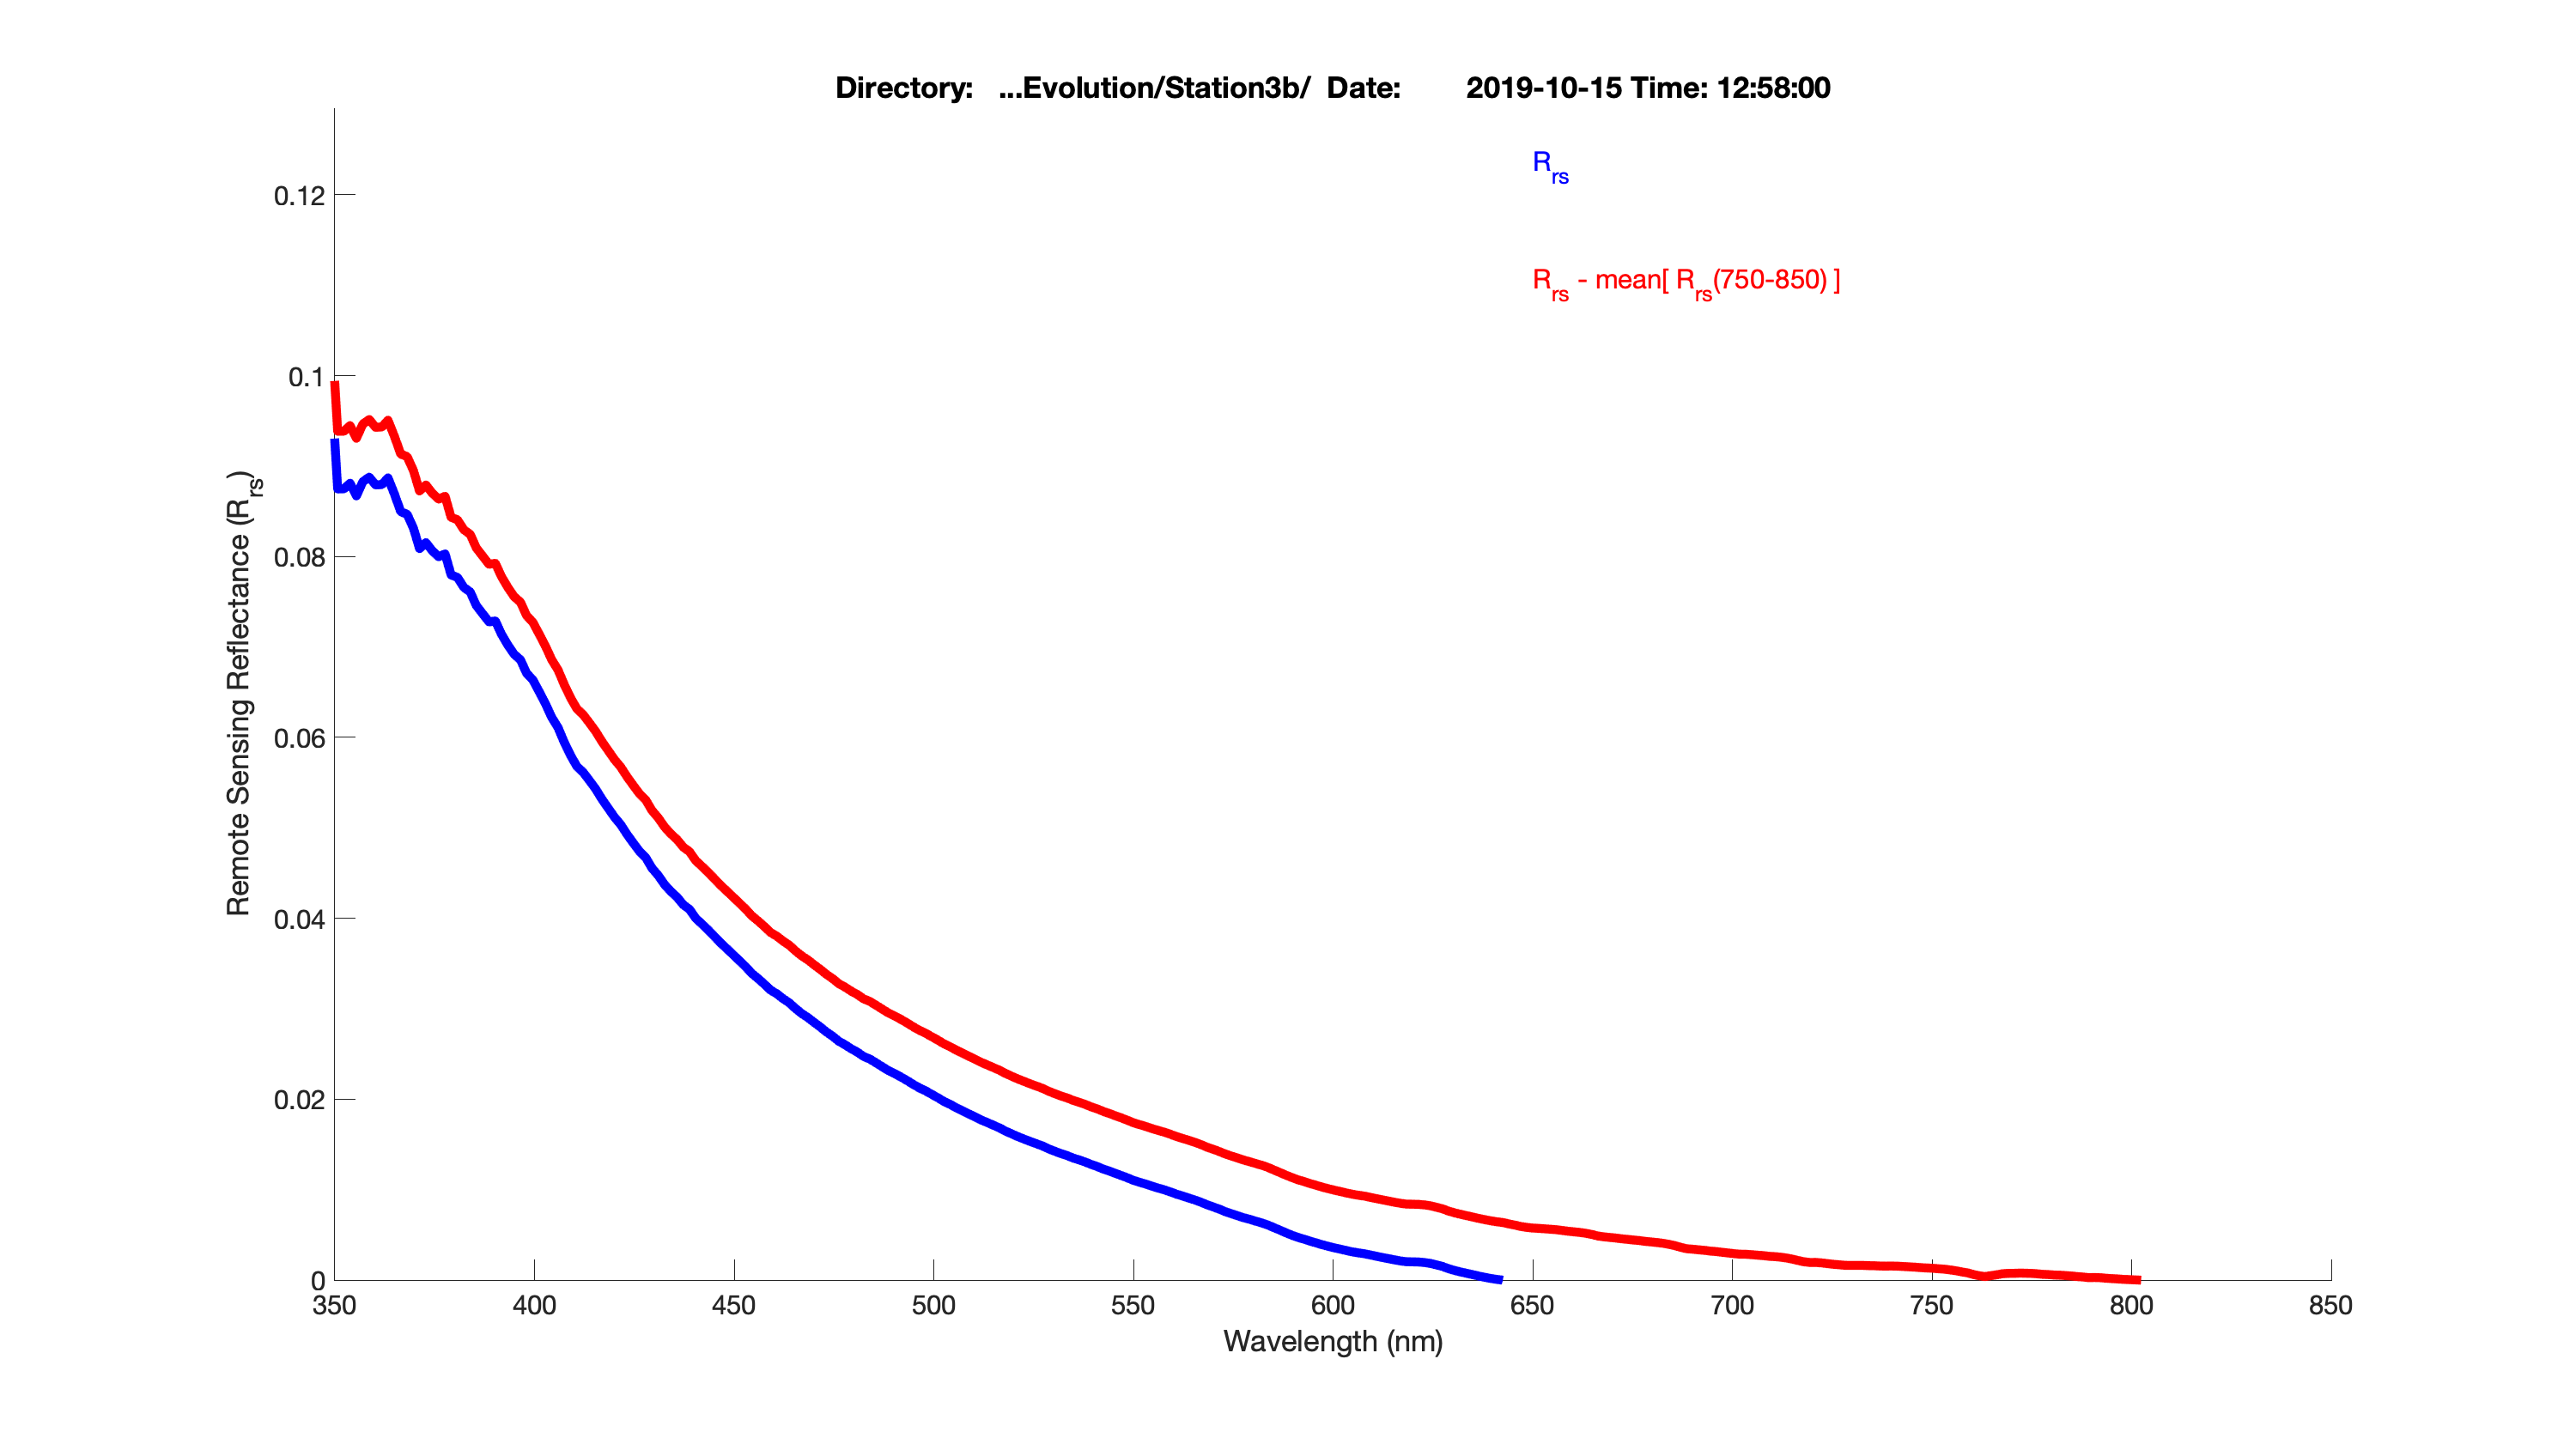 Directory: ...Evolution/Station3b/ Date: 2019-10-15 Time: 12:58:00
Rrs
Rrs - mean[ Rrs(750-850) ]
0.12
0.1
0.08
0.06
0.04
0.02
0
Remote Sensing Reflectance (Rrs)
350 400 450 500 550 600 650 700 750 800 850
Wavelength (nm)